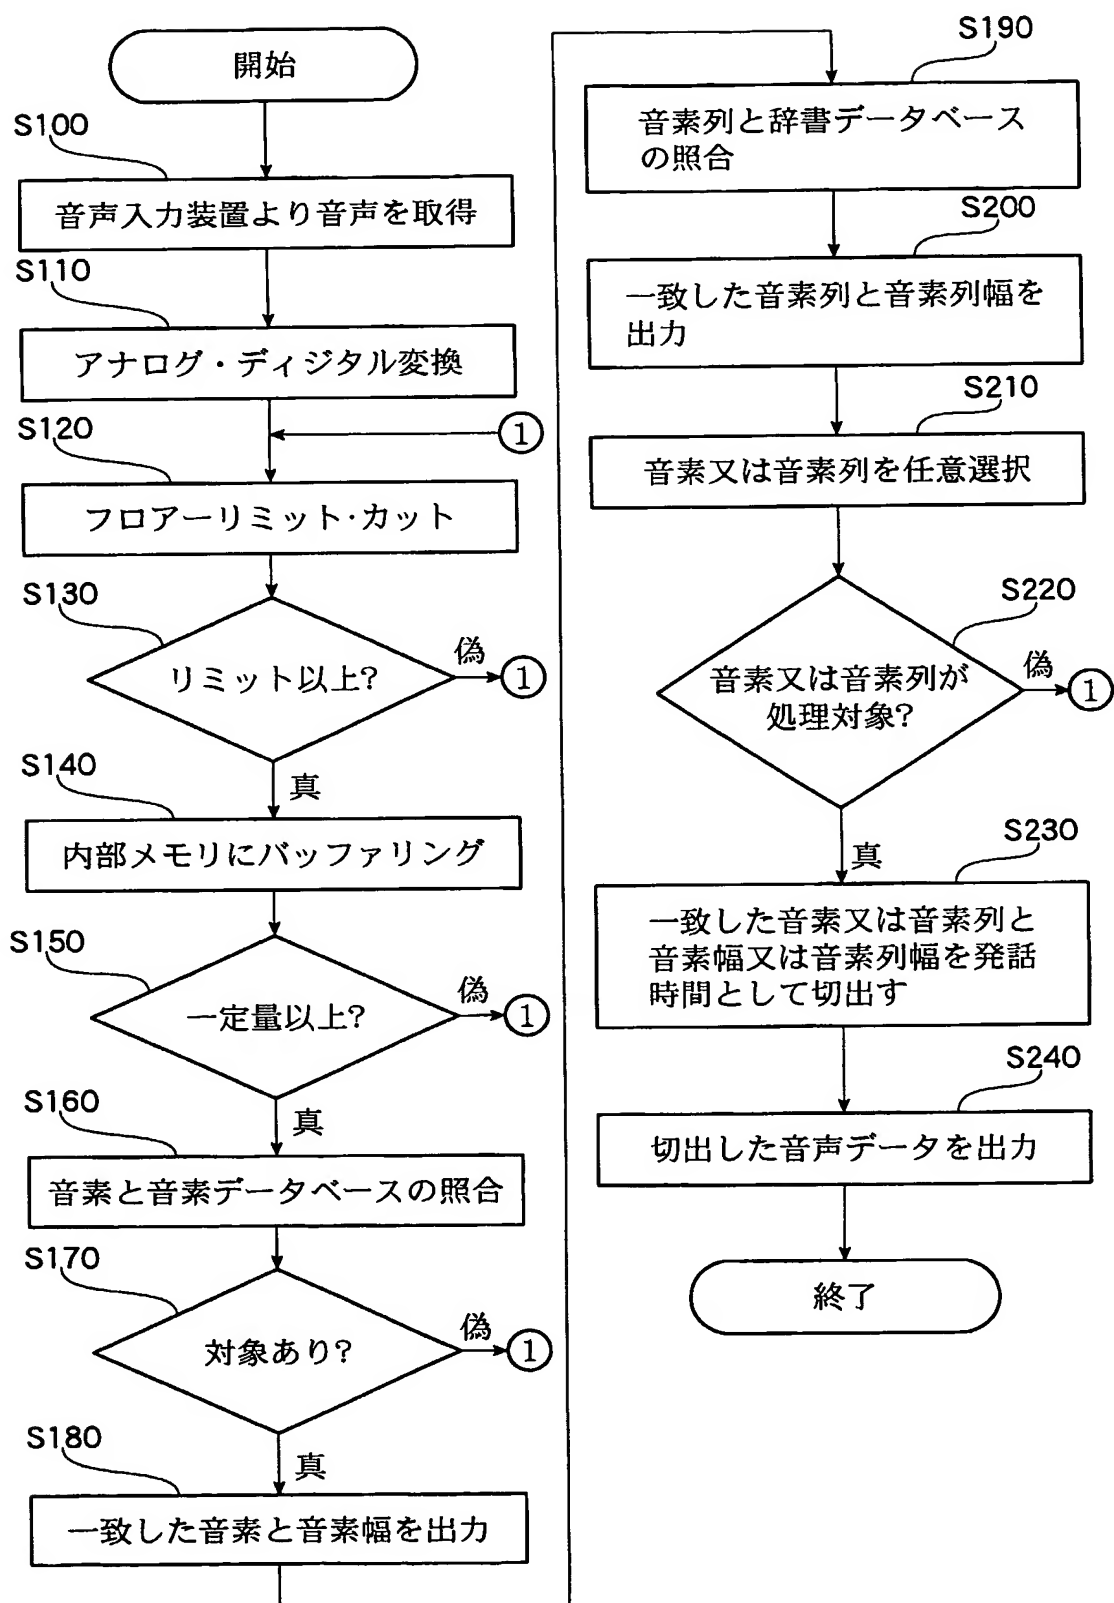 開始
S100
音声入力装置より音声を取得
S110
アナログ・ディジタル変換
①
S120
フロアーリミット・カット
S130
リミット以上?
偽
①
真
S140
内部メモリにバッファリング
S150
一定量以上?
偽
①
真
S160
音素と音素データベースの照合
S170
対象あり?
偽
①
真
S180
一致した音素と音素幅を出力
S190
音素列と辞書データベース
の照合
S200
一致した音素列と音素列幅を
出力
S210
音素又は音素列を任意選択
S220
音素又は音素列が
処理対象?
偽
①
真
S230
一致した音素又は音素列と
音素幅又は音素列幅を発話
時間として切出す
S240
切出した音声データを出力
終了